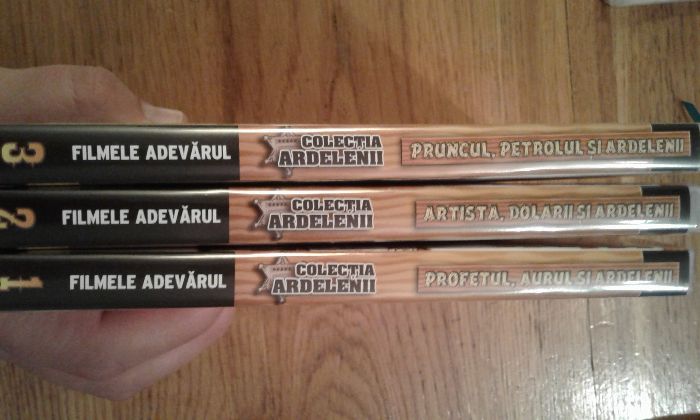 3 FILMELE ADEVĂRUL COLECȚIA ARDELENII PRUNCUL, PETROLUL ȘI ARDELENII
2 FILMELE ADEVĂRUL COLECȚIA ARDELENII ARTISTA, DOLARII ȘI ARDELENII
1 FILMELE ADEVĂRUL COLECȚIA ARDELENII PROFETUL, AURUL ȘI ARDELENII